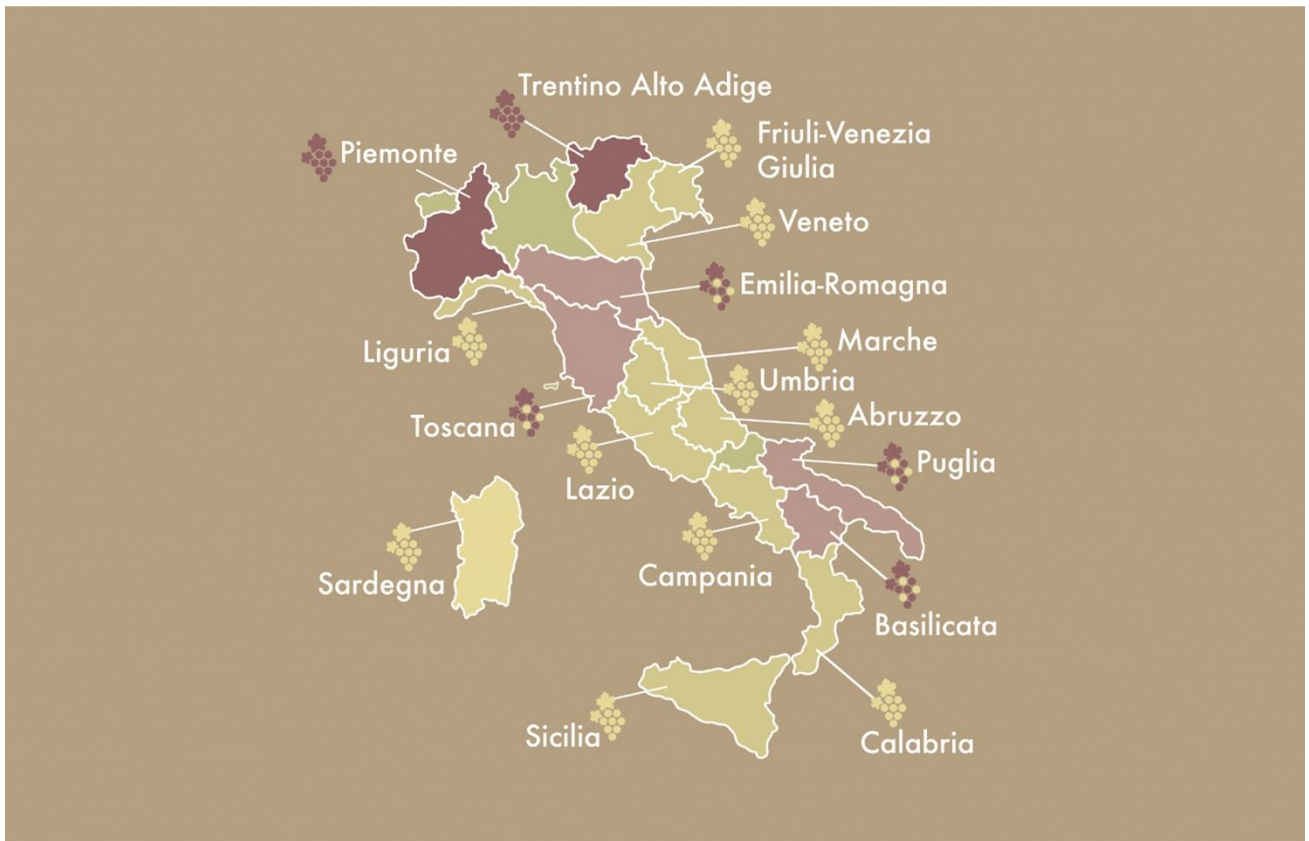 Trentino Alto Adige
Piemonte
Friuli-Venezia
Giulia
Veneto
Emilia-Romagna
Liguria
Marche
Umbria
Toscana
Abruzzo
Lazio
Puglia
Sardegna
Campania
Basilicata
Sicilia
Calabria